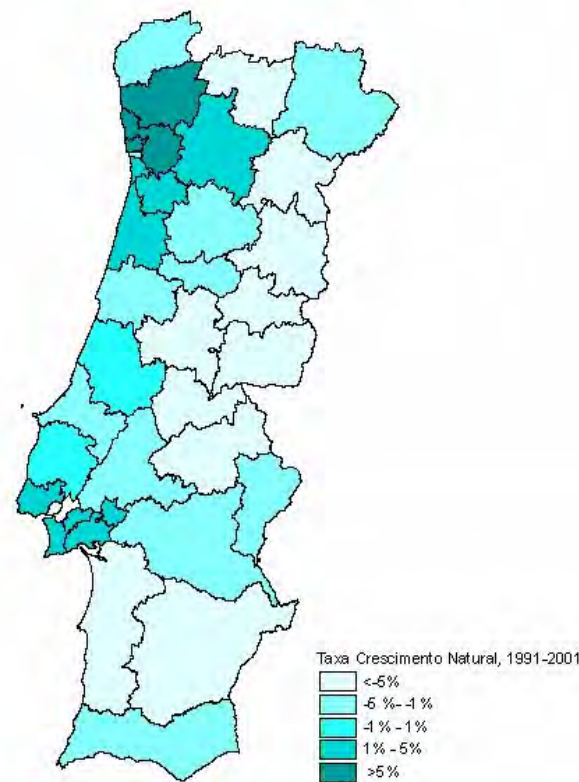 Taxa Crescimento Natural, 1991-2001
<-5%
-5 %- -1 %
-1% -1%
1% - 5%
>5%